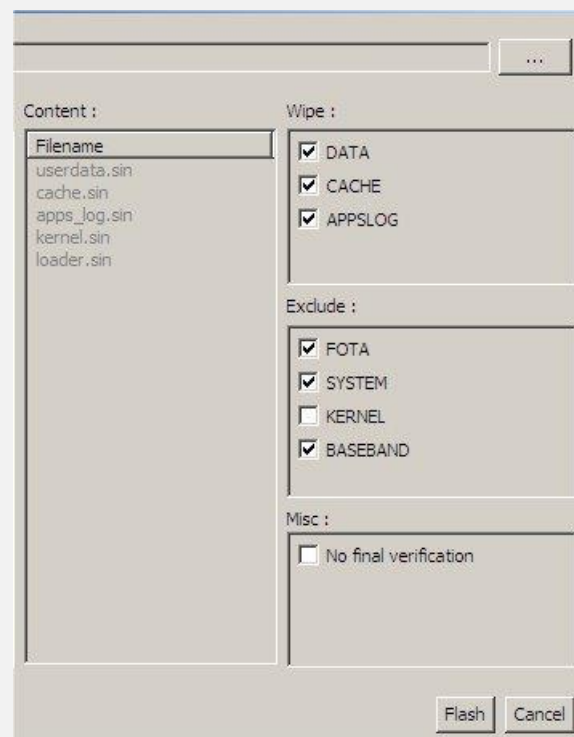 ...
Content :
Filename
userdata.sin
cache.sin
apps_log.sin
kernel.sin
loader.sin
Wipe :
DATA
CACHE
APPSLOG
Exclude :
FOTA
SYSTEM
KERNEL
BASEBAND
Misc :
No final verification
Flash
Cancel